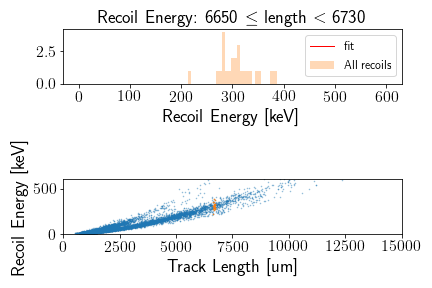 Recoil Energy: 6650 ≤ length < 6730
2.5
0.0
fit
All recoils
0 100 200 300 400 500 600
Recoil Energy [keV]
Recoil Energy [keV]
500
0
0 2500 5000 7500 10000 12500 15000
Track Length [um]